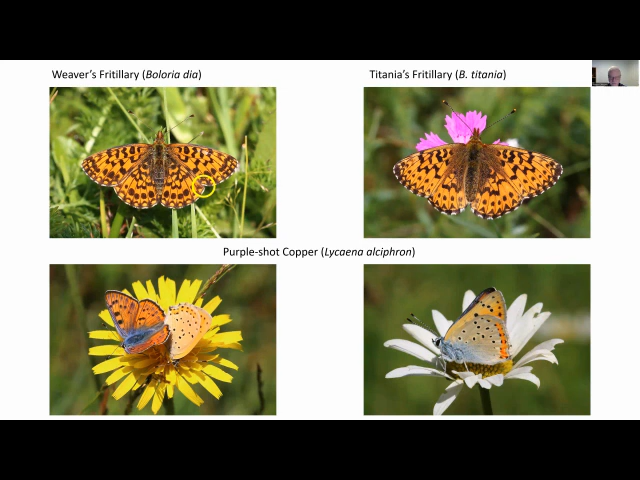 Weaver's Fritillary (Boloria dia)
Titania's Fritillary (B. titania)
Purple-shot Copper (Lycaena alciphron)